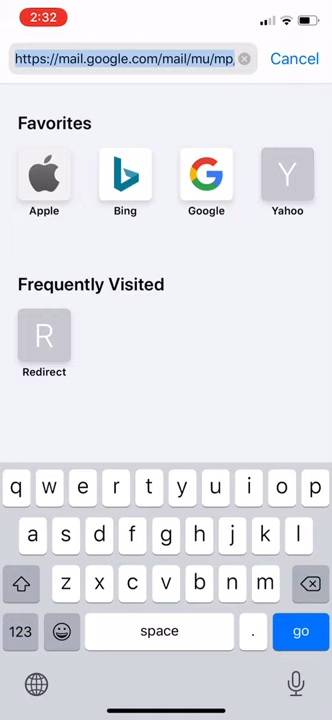 2:32
https://mail.google.com/mail/mu/mp/
Cancel
Favorites
Apple Bing Google Y Yahoo
Frequently Visited
R
Redirect
q w e r t y u i o p
a s d f g h j k l
z x c v b n m
123 space . go